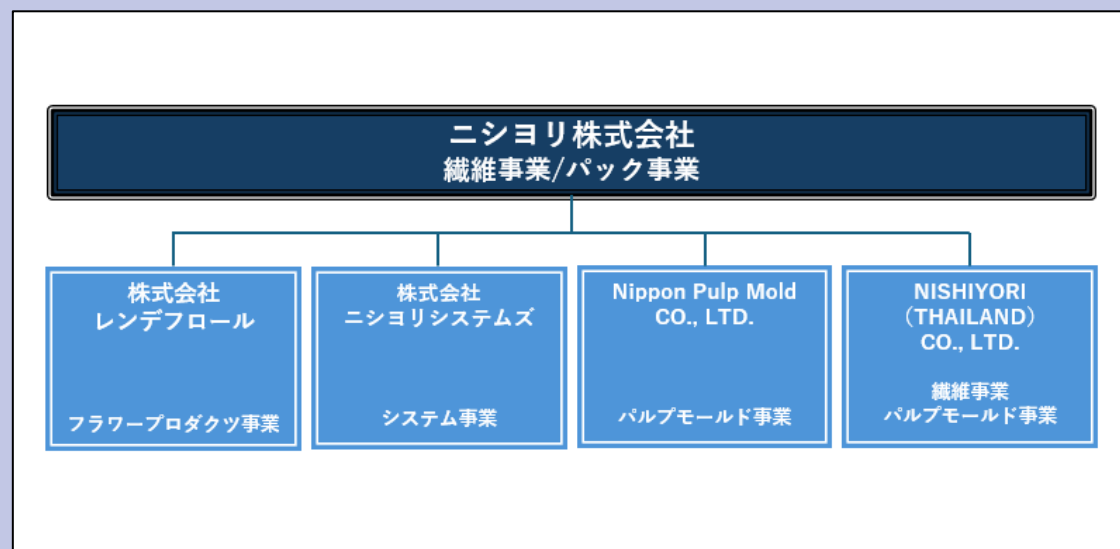 ニシヨリ株式会社
繊維事業/パック事業
株式会社
レンデフロール
フラワープロダクツ事業
株式会社
ニシヨリシステムズ
システム事業
Nippon Pulp Mold
CO., LTD.
パルプモールド事業
NISHIYORI
（THAILAND）
CO., LTD.
繊維事業
パルプモールド事業